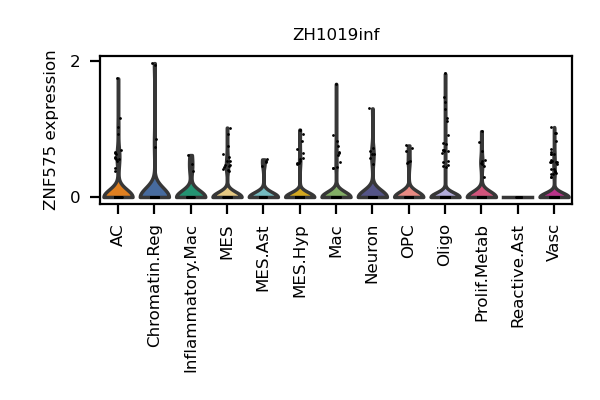 ZH1019inf
ZNF575 expression
2
0
AC
Chromatin.Reg
Inflammatory.Mac
MES
MES.Ast
MES.Hyp
Mac
Neuron
OPC
Oligo
Prolif.Metab
Reactive.Ast
Vasc